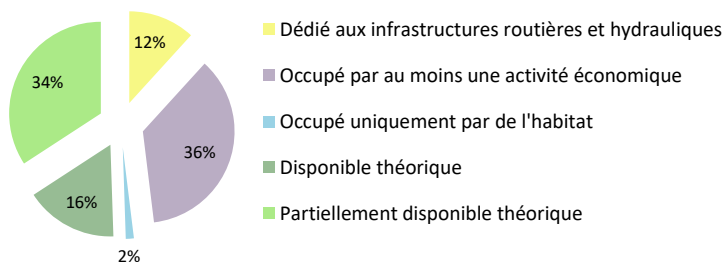 12%
36%
2%
16%
34%
Dédié aux infrastructures routières et hydrauliques
Occupé par au moins une activité économique
Occupé uniquement par de l'habitat
Disponible théorique
Partiellement disponible théorique